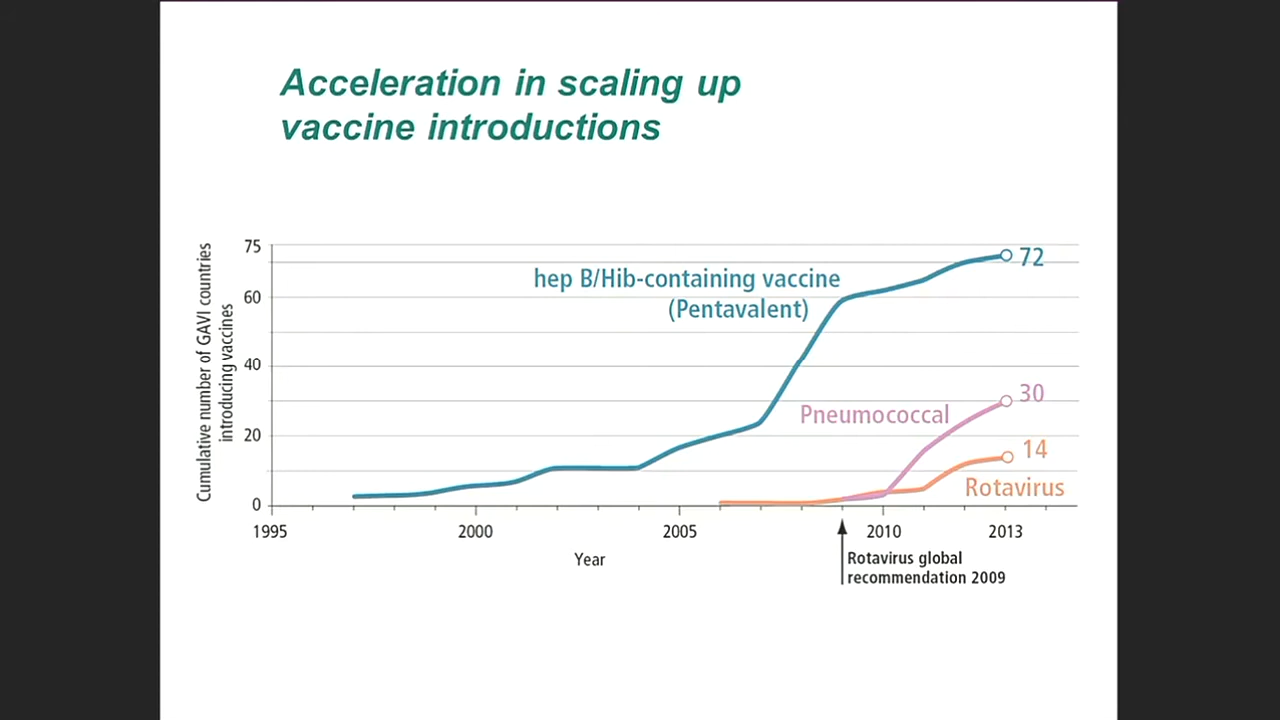 Acceleration in scaling up
vaccine introductions
Cumulative number of GAVI countries
introducing vaccines
75
60
40
20
0
hep B/Hib-containing vaccine
(Pentavalent)
72
Pneumococcal
30
14
Rotavirus
1995
2000
2005
2010
2013
Year
Rotavirus global
recommendation 2009